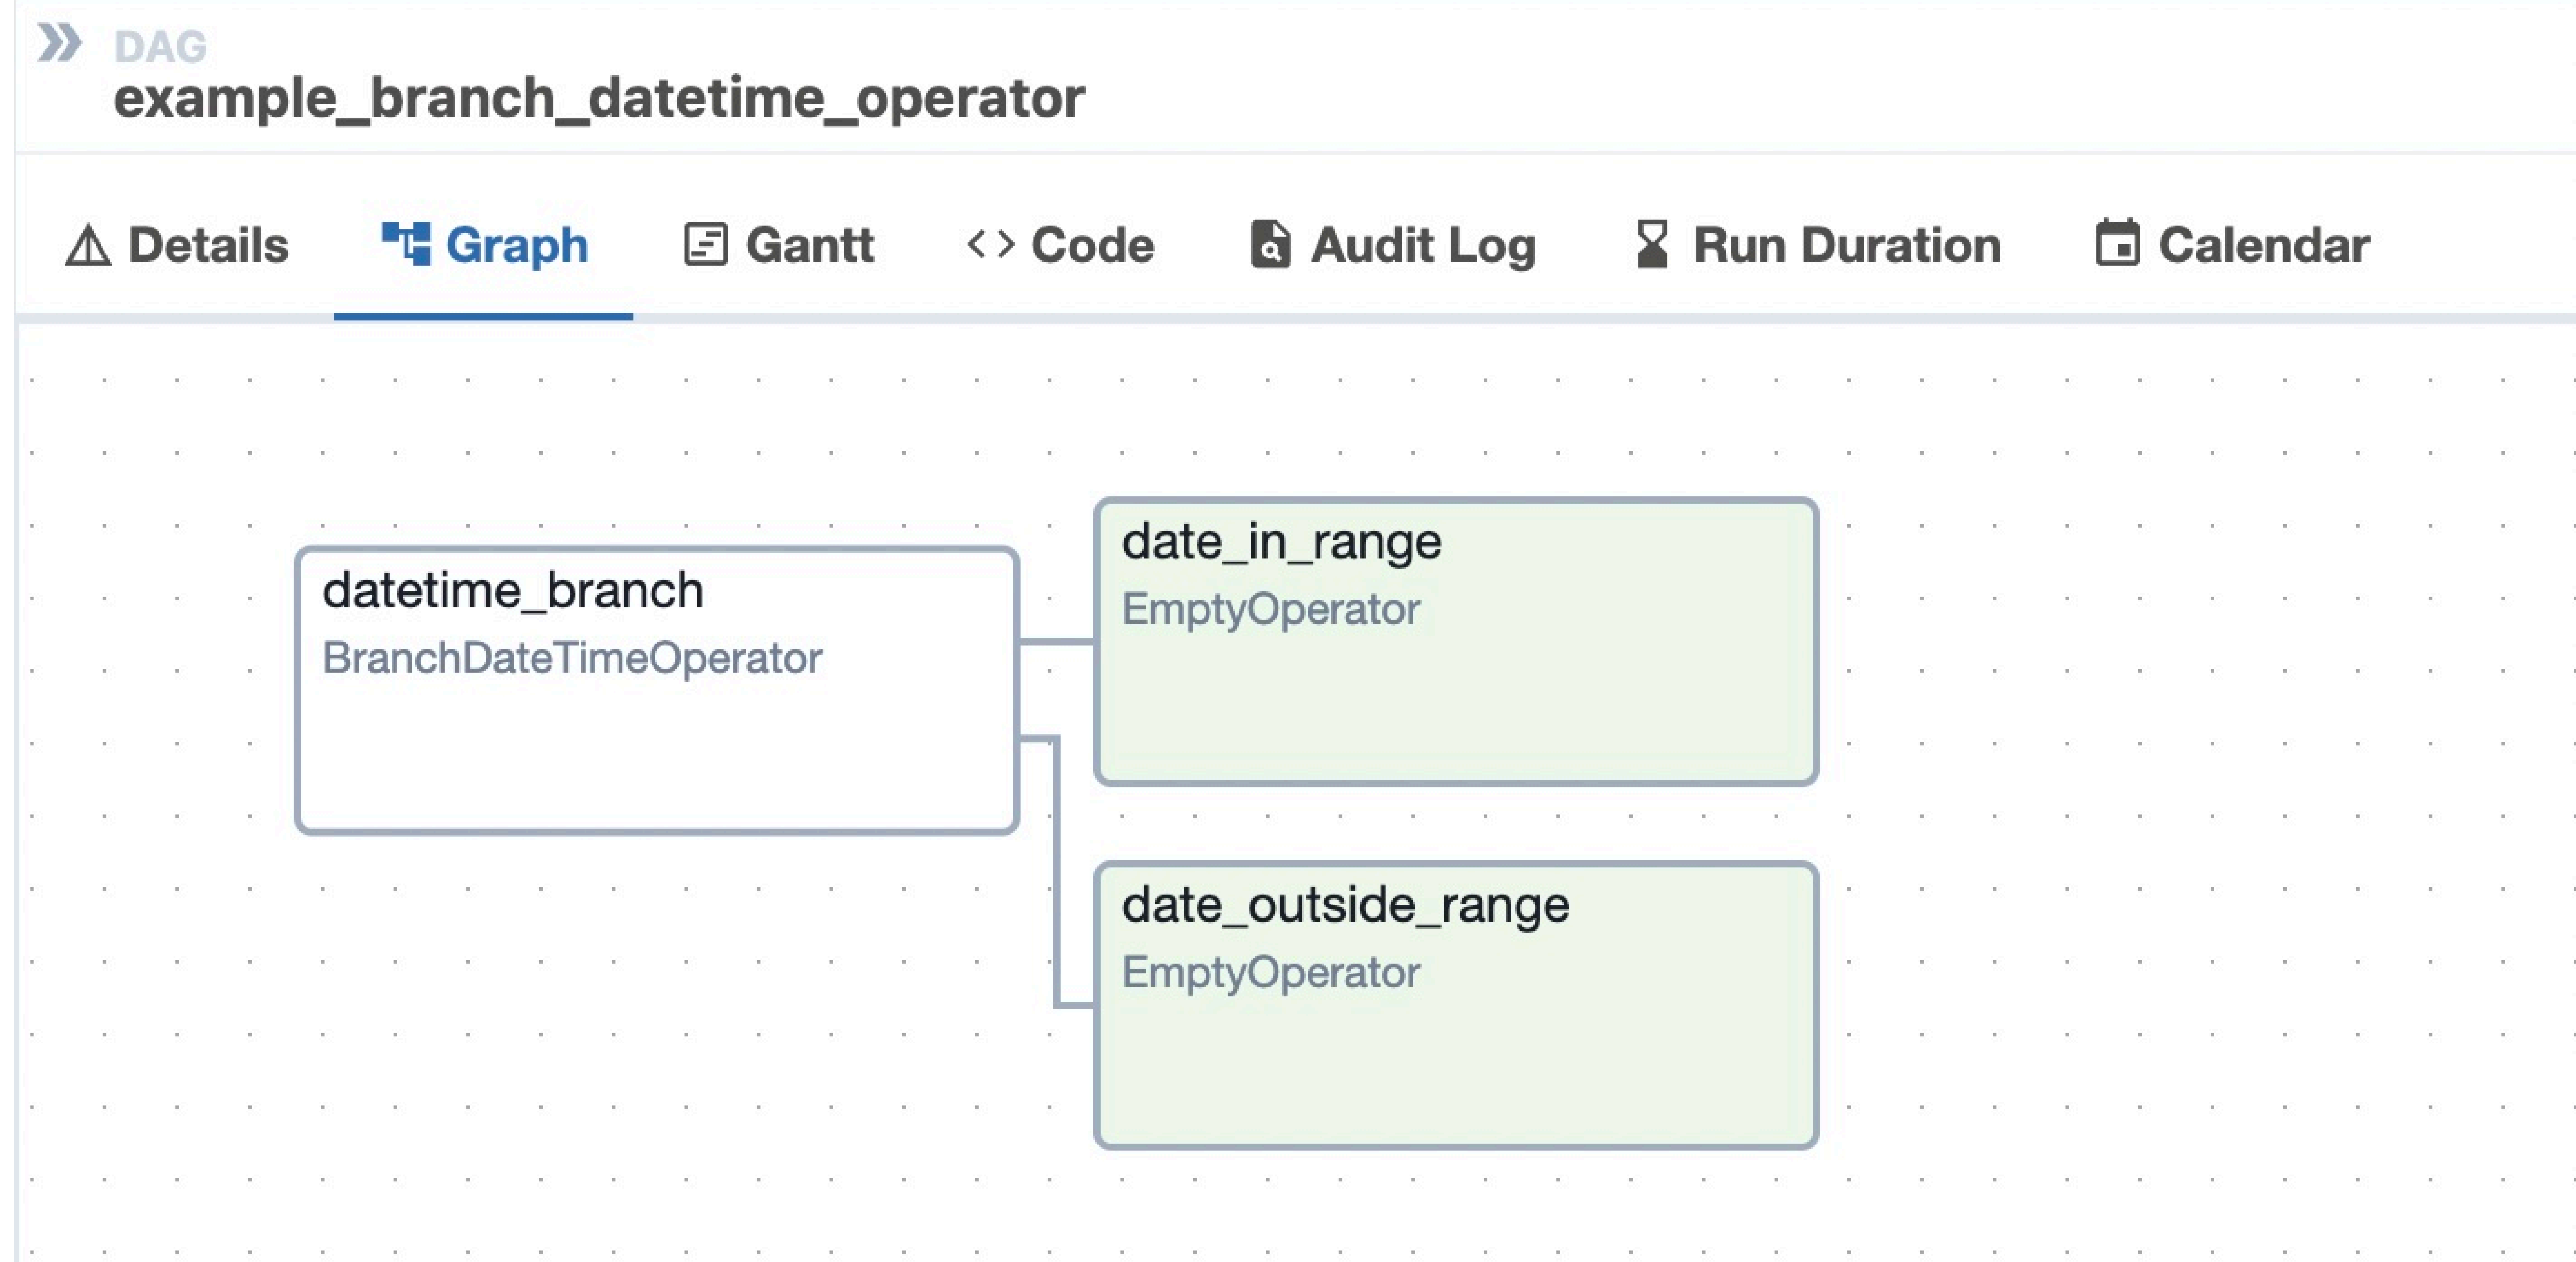 DAG
example_branch_datetime_operator
Details Graph Gantt Code Audit Log Run Duration Calendar
datetime_branch
BranchDateTimeOperator
date_in_range
EmptyOperator
date_outside_range
EmptyOperator